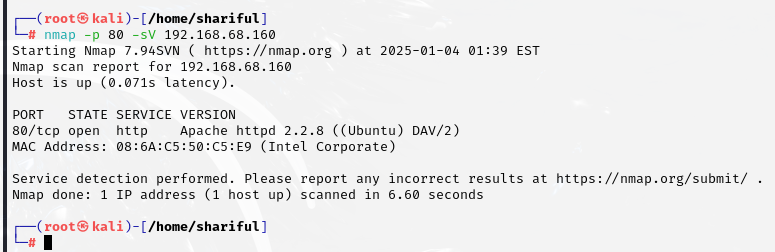 ┌──(root㉿kali)-[/home/shariful]
└─# nmap -p 80 -sV 192.168.68.160
Starting Nmap 7.94SVN ( https://nmap.org ) at 2025-01-04 01:39 EST
Nmap scan report for 192.168.68.160
Host is up (0.071s latency).

PORT   STATE SERVICE VERSION
80/tcp open  http    Apache httpd 2.2.8 ((Ubuntu) DAV/2)
MAC Address: 08:6A:C5:50:C5:E9 (Intel Corporate)

Service detection performed. Please report any incorrect results at https://nmap.org/submit/ .
Nmap done: 1 IP address (1 host up) scanned in 6.60 seconds

┌──(root㉿kali)-[/home/shariful]
└─#